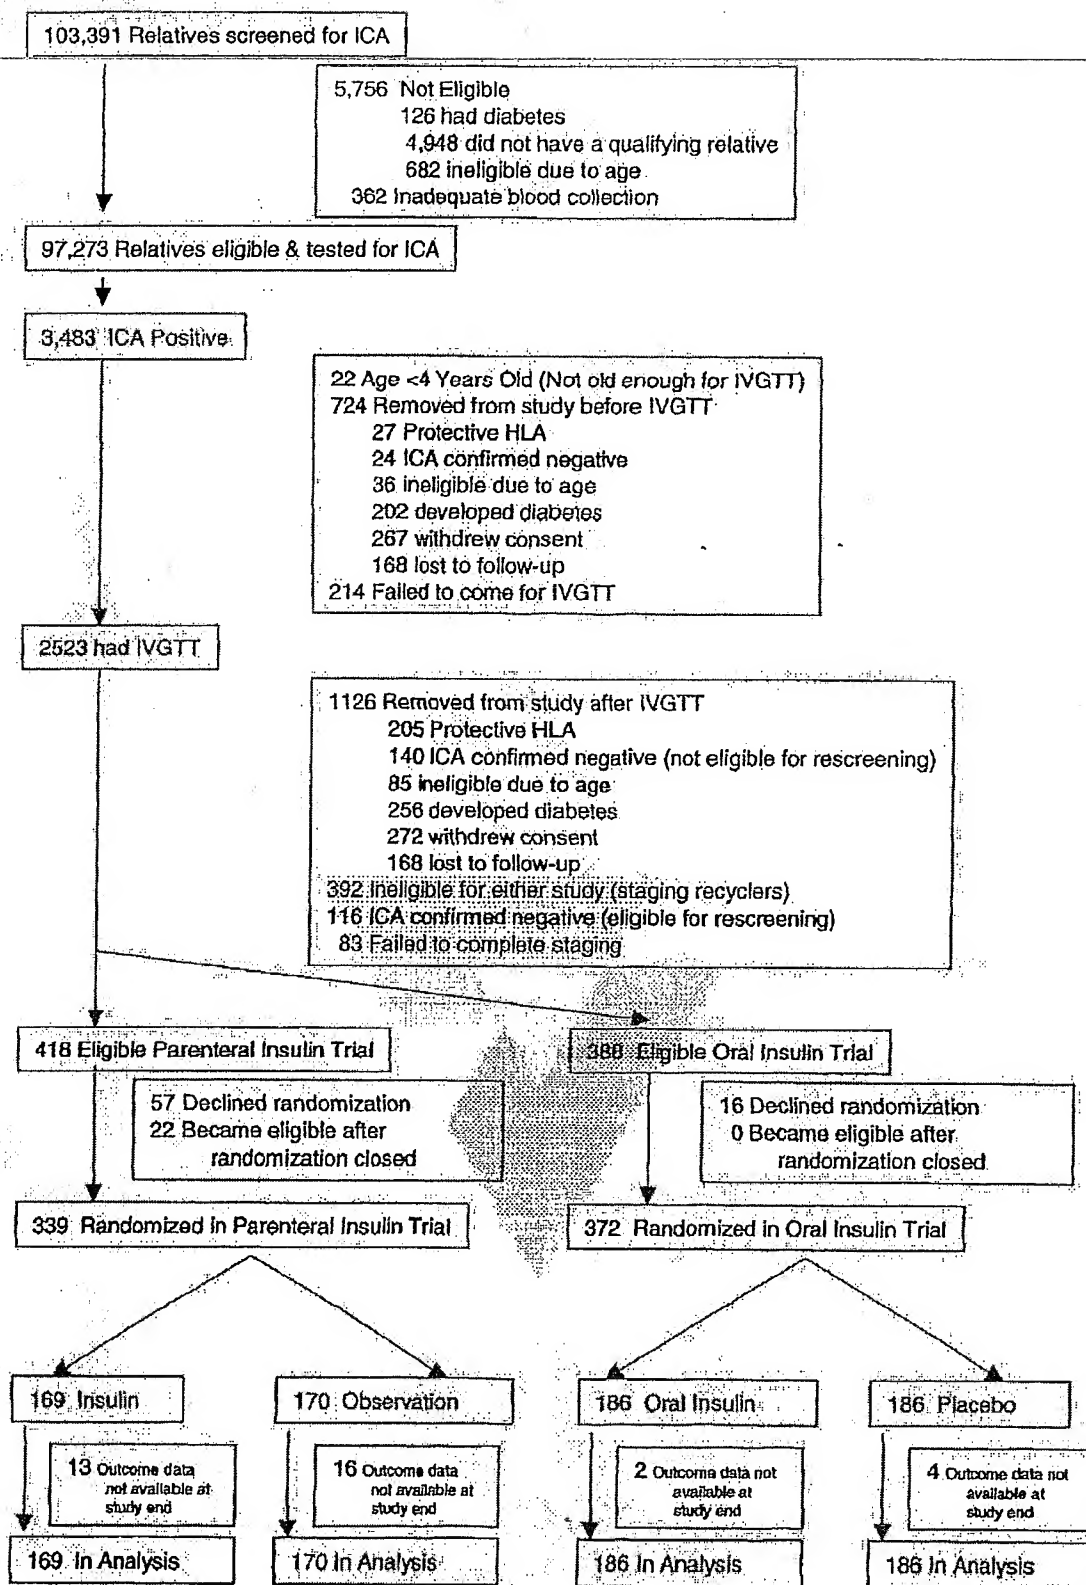 103,391 Relatives screened for ICA
5,756 Not Eligible
126 had diabetes
4,948 did not have a qualifying relative
682 ineligible due to age
362 Inadequate blood collection
97,273 Relatives eligible & tested for ICA
3,483 ICA Positive
22 Age <4 Years Old (Not old enough for IVGTT)
724 Removed from study before IVGTT
27 Protective HLA
24 ICA confirmed negative
36 ineligible due to age
202 developed diabetes
267 withdrew consent
168 lost to follow-up
214 Failed to come for IVGTT
2523 had IVGTT
1126 Removed from study after IVGTT
205 Protective HLA
140 ICA confirmed negative (not eligible for rescreening)
85 ineligible due to age
256 developed diabetes
272 withdrew consent
168 lost to follow-up
392 Ineligible for either study (staging recyclers)
116 ICA confirmed negative (eligible for rescreening)
83 Failed to complete staging
418 Eligible Parenteral Insulin Trial
388 Eligible Oral Insulin Trial
57 Declined randomization
22 Became eligible after
randomization closed
16 Declined randomization
0 Became eligible after
randomization closed
339 Randomized in Parenteral Insulin Trial
372 Randomized in Oral Insulin Trial
169 Insulin
170 Observation
186 Oral Insulin
186 Placebo
13 Outcome data
not available at
study end
16 Outcome data
not available at
study end
2 Outcome data not
available at
study end
4 Outcome data not
available at
study end
169 In Analysis
170 In Analysis
186 In Analysis
186 In Analysis